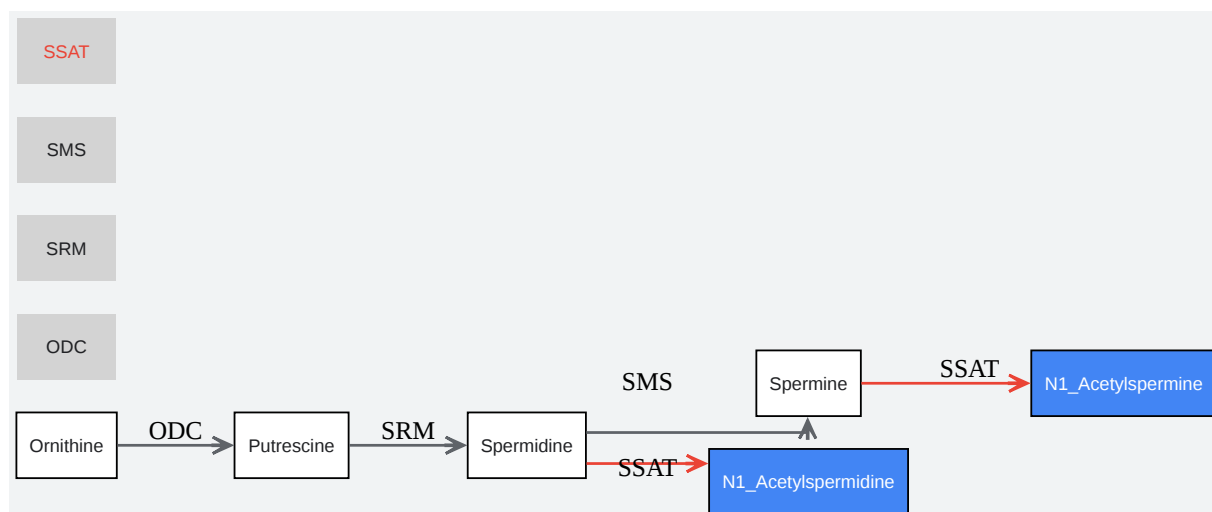 SSAT
SMS
SRM
ODC
SMS
Spermine
SSAT
N1_Acetylspermine
Ornithine
ODC
Putrescine
SRM
Spermidine
SSAT
N1_Acetylspermidine